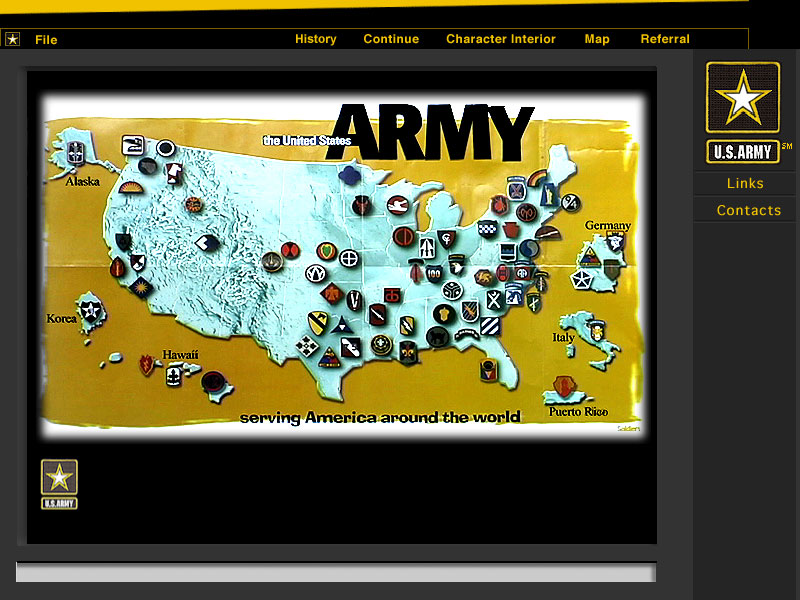 File
History Continue Character Interior Map Referral
U.S.ARMY SM
Links
Contacts
the United States ARMY
Alaska
Germany
Korea
Hawaii
Italy
Puerto Rico
serving America around the world
Soldiers
U.S.ARMY